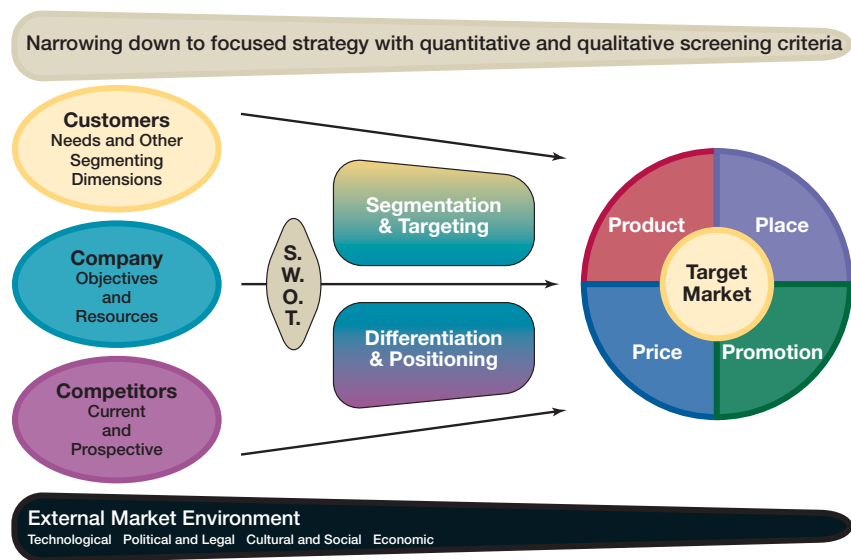 Narrowing down to focused strategy with quantitative and qualitative screening criteria
Customers
Needs and Other
Segmenting
Dimensions
Company
Objectives
and
Resources
Competitors
Current
and
Prospective
S.
W.
O.
T.
Segmentation
& Targeting
Differentiation
& Positioning
Product
Place
Target
Market
Price
Promotion
External Market Environment
Technological Political and Legal Cultural and Social Economic